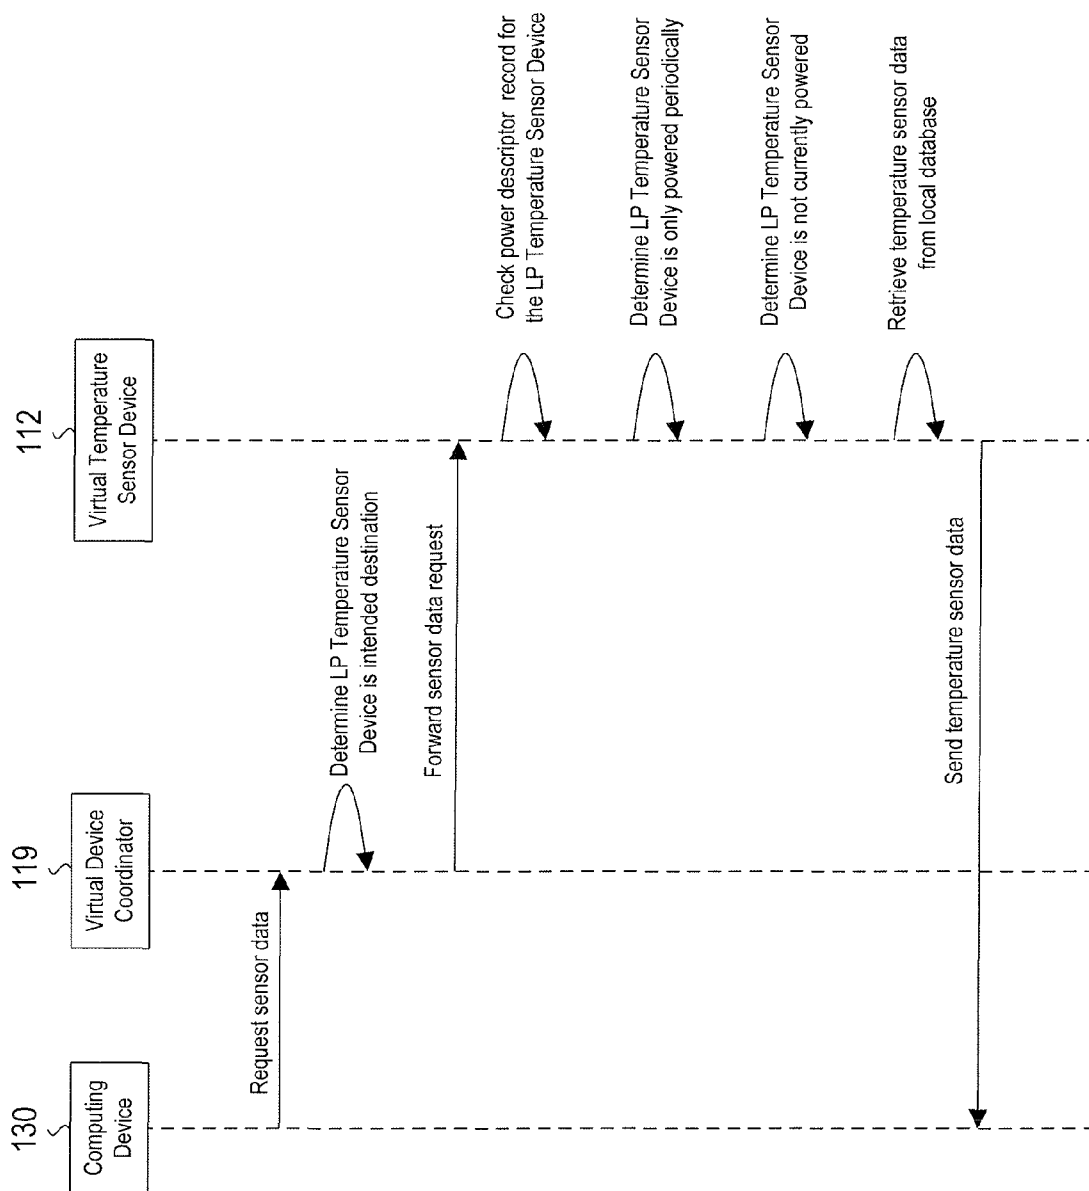 130
Computing
Device
119
Virtual Device
Coordinator
112
Virtual Temperature
Sensor Device
Request sensor data
Determine LP Temperature Sensor
Device is intended destination
Forward sensor data request
Check power descriptor record for
the LP Temperature Sensor Device
Determine LP Temperature Sensor
Device is only powered periodically
Determine LP Temperature Sensor
Device is not currently powered
Retrieve temperature sensor data
from local database
Send temperature sensor data